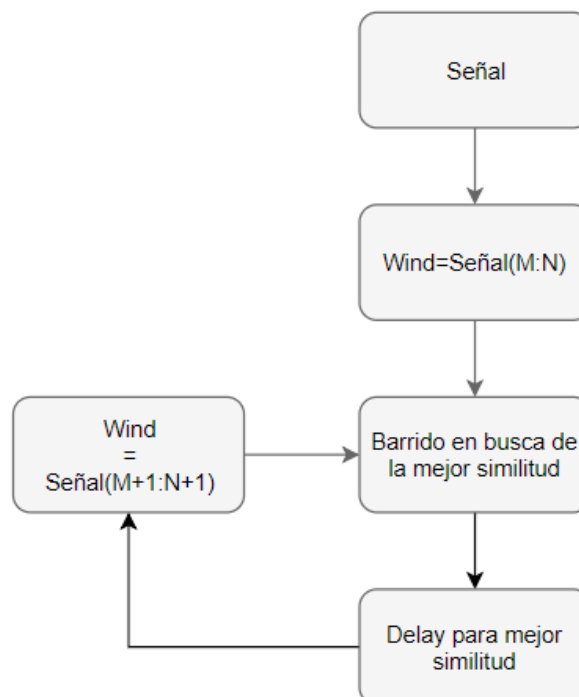 Señal
Wind=Señal(M:N)
Barrido en busca de
la mejor similitud
Wind
=
Señal(M+1:N+1)
Delay para mejor
similitud